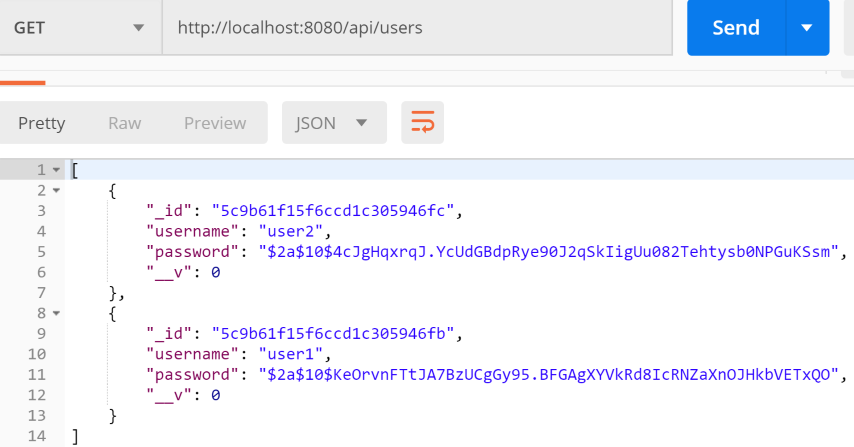 GET http://localhost:8080/api/users Send
Pretty Raw Preview JSON
1 [
2 {
3 "_id": "5c9b61f15f6ccd1c305946fc",
4 "username": "user2",
5 "password": "$2a$10$4cJgHqxrqJ.YcUdGBdpRye90J2qSkIigUu082Tehtysb0NPGuKSsm",
6 "__v": 0
7 },
8 {
9 "_id": "5c9b61f15f6ccd1c305946fb",
10 "username": "user1",
11 "password": "$2a$10$KeOrvnFTtJA7BzUCgGy95.BFGAgXYVkRd8IcRNZaXnOJHkbVETxQO",
12 "__v": 0
13 }
14 ]